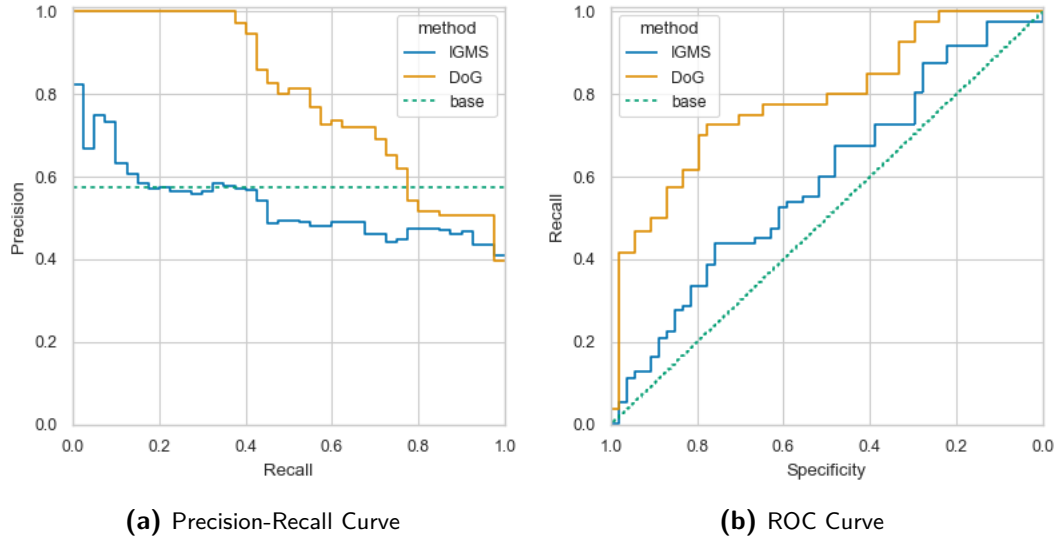 1.0
0.8
0.6
0.4
0.2
0.0
Precision
method
IGMS
DoG
base
0.0 0.2 0.4 0.6 0.8 1.0
Recall
(a) Precision-Recall Curve
1.0
0.8
0.6
0.4
0.2
0.0
Recall
method
IGMS
DoG
base
1.0 0.8 0.6 0.4 0.2 0.0
Specificity
(b) ROC Curve